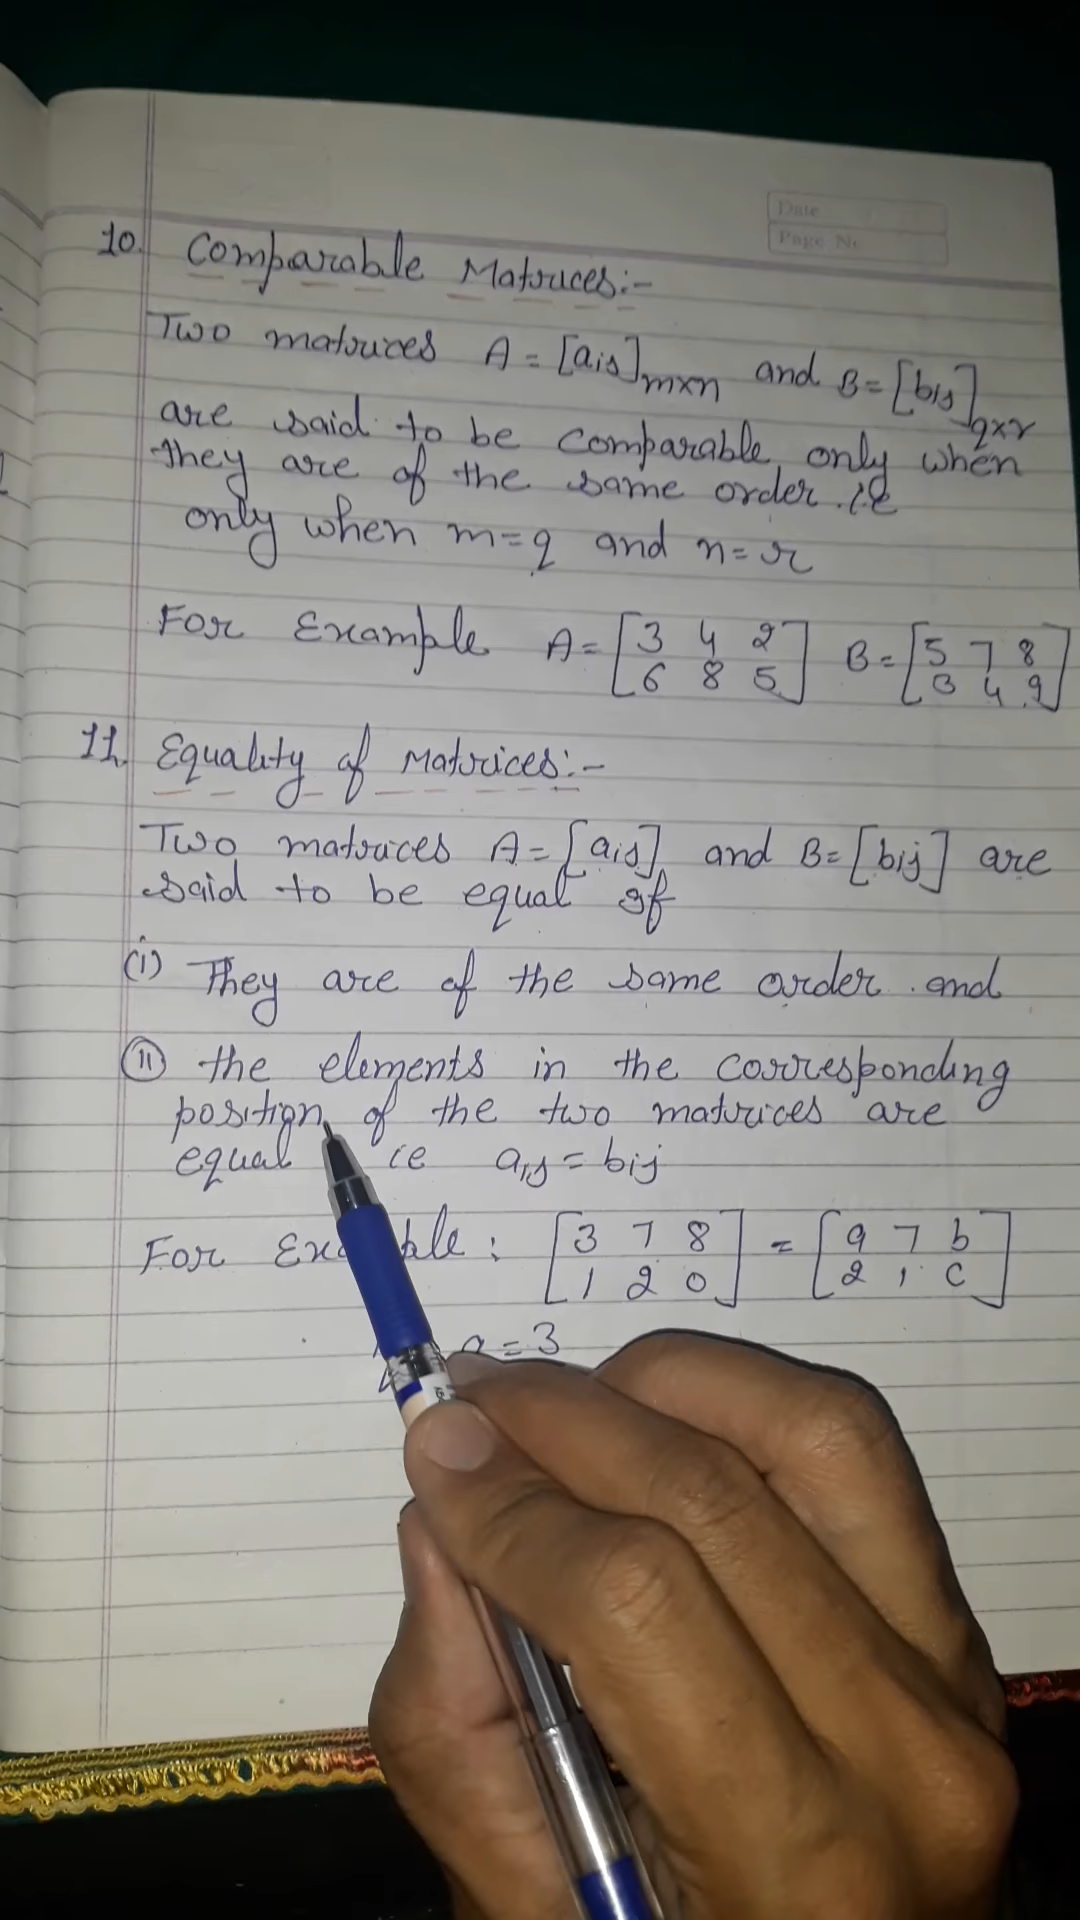 Date
Page No
10. Comparable Matrices:-
Two matrices A = [aij]m×n and B = [bij]q×r
are said to be comparable, only when
they are of the same order. i.e
only when m=q and n=r
For Example A = [3 4 2 B = [5 7 8
6 8 5] 3 4 9]
11. Equality of Matrices:-
Two matrices A = [aij] and B = [bij] are
said to be equal if
(i) They are of the same order. and
(ii) the elements in the corresponding
position of the two matrices are
equal ie aij = bij
For Example: [3 7 8 = [a 7 b
1 2 0] 2 1 c]
a = 3